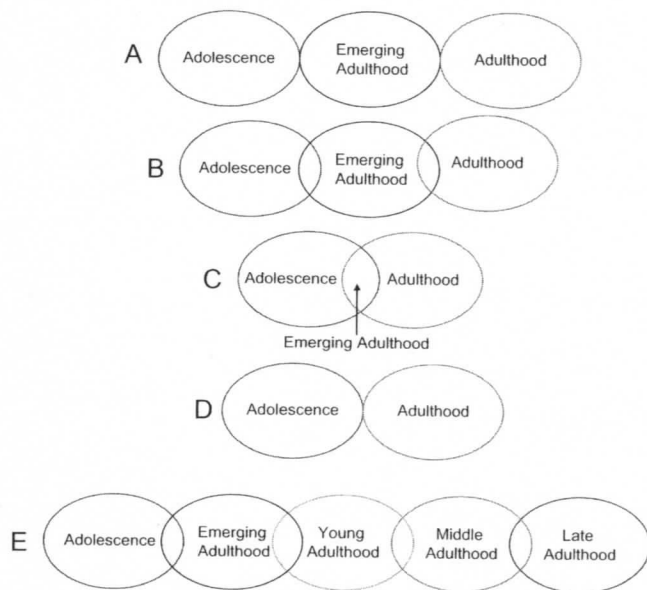 A
Adolescence
Emerging
Adulthood
Adulthood
B
Adolescence
Emerging
Adulthood
Adulthood
C
Adolescence
Adulthood
Emerging Adulthood
D
Adolescence
Adulthood
E
Adolescence
Emerging
Adulthood
Young
Adulthood
Middle
Adulthood
Late
Adulthood